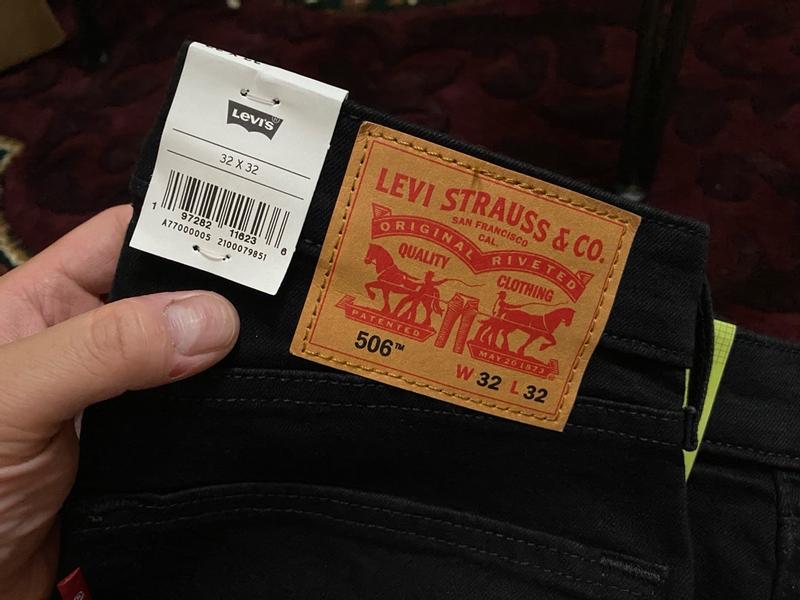 Levi's®
32 X 32
1 97282 11623 6
A77000005 2100079851
LEVI STRAUSS & CO.
SAN FRANCISCO
CAL.
ORIGINAL RIVETED
QUALITY
CLOTHING
PATENTED
MAY 20 1873
506™
W 32 L 32